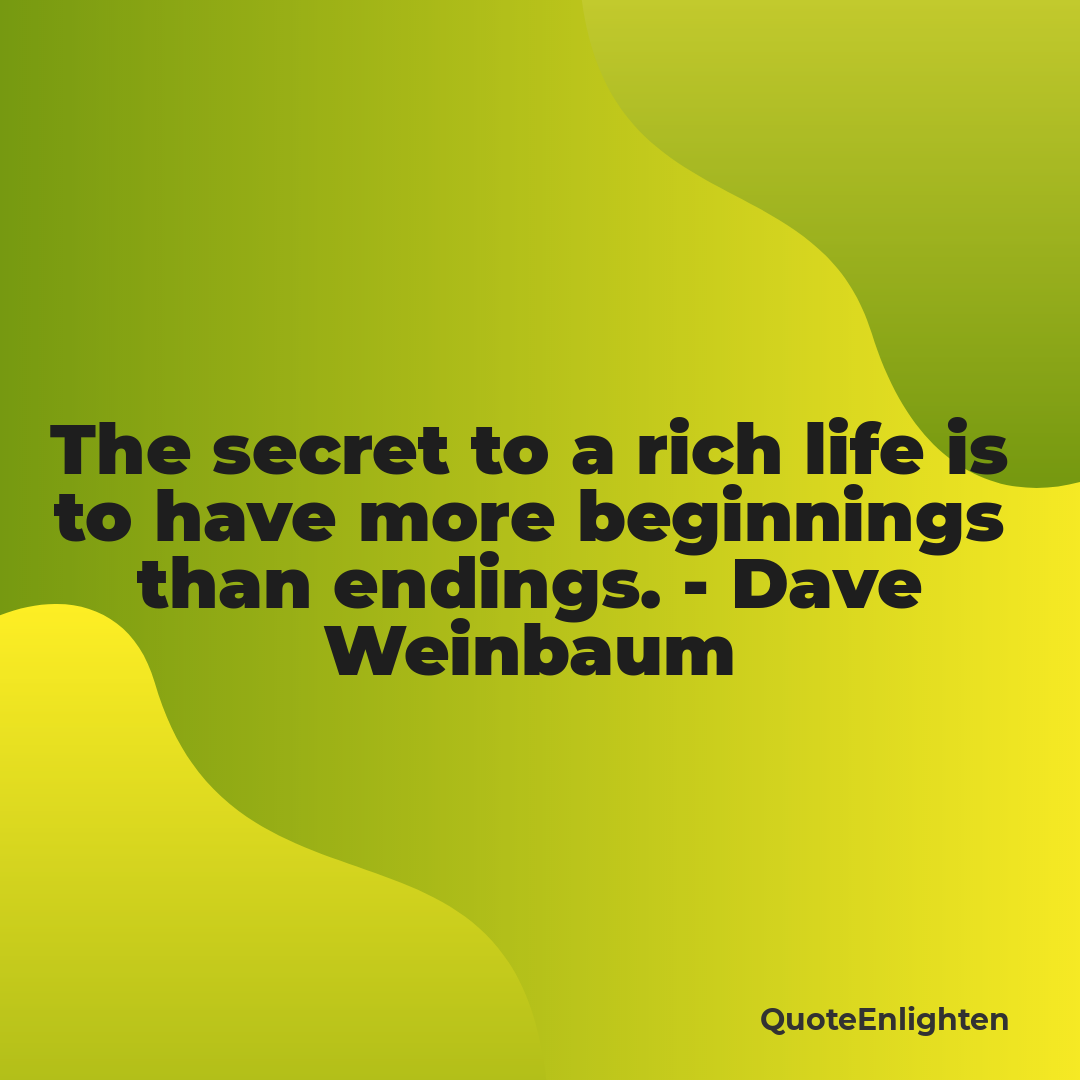 The secret to a rich life is
to have more beginnings
than endings. - Dave
Weinbaum
QuoteEnlighten